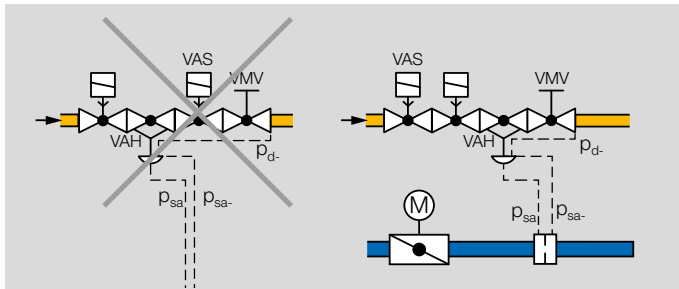 VAS
VMV
VAH
pd-
psa
psa-
VAS
VMV
VAH
pd-
psa
psa-
M